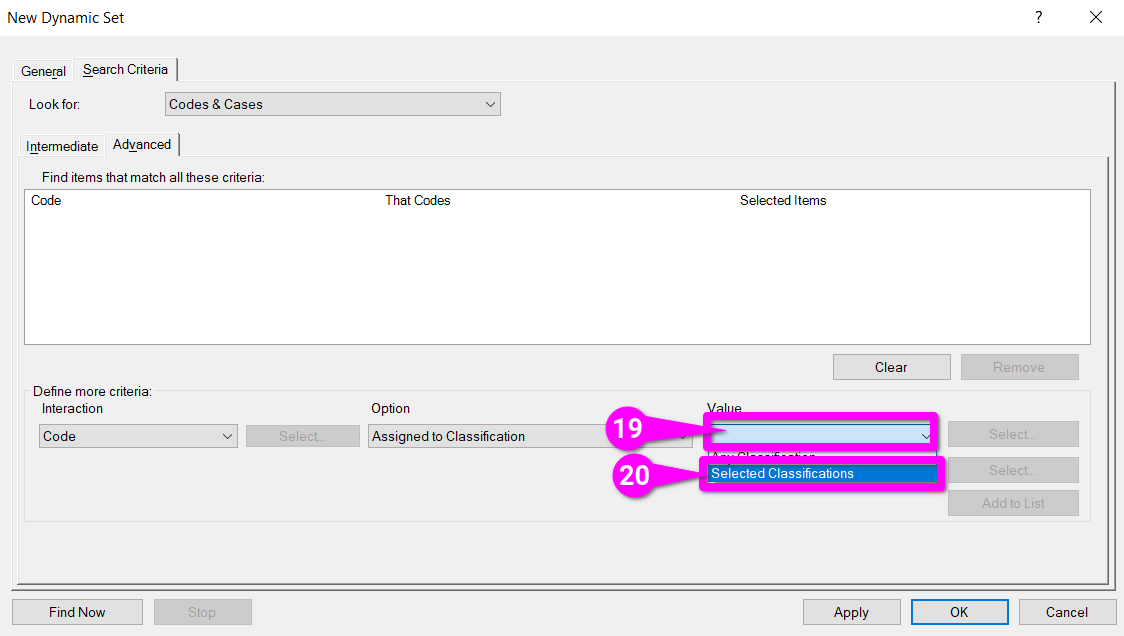 New Dynamic Set ?
General Search Criteria
Look for: Codes & Cases
Intermediate Advanced
Find items that match all these criteria:
Code That Codes Selected Items
Clear Remove
Define more criteria:
Interaction Option Value
Code Select... Assigned to Classification 19 Select...
Any Classification
20 Selected Classifications Select...
Add to List
Find Now Stop Apply OK Cancel